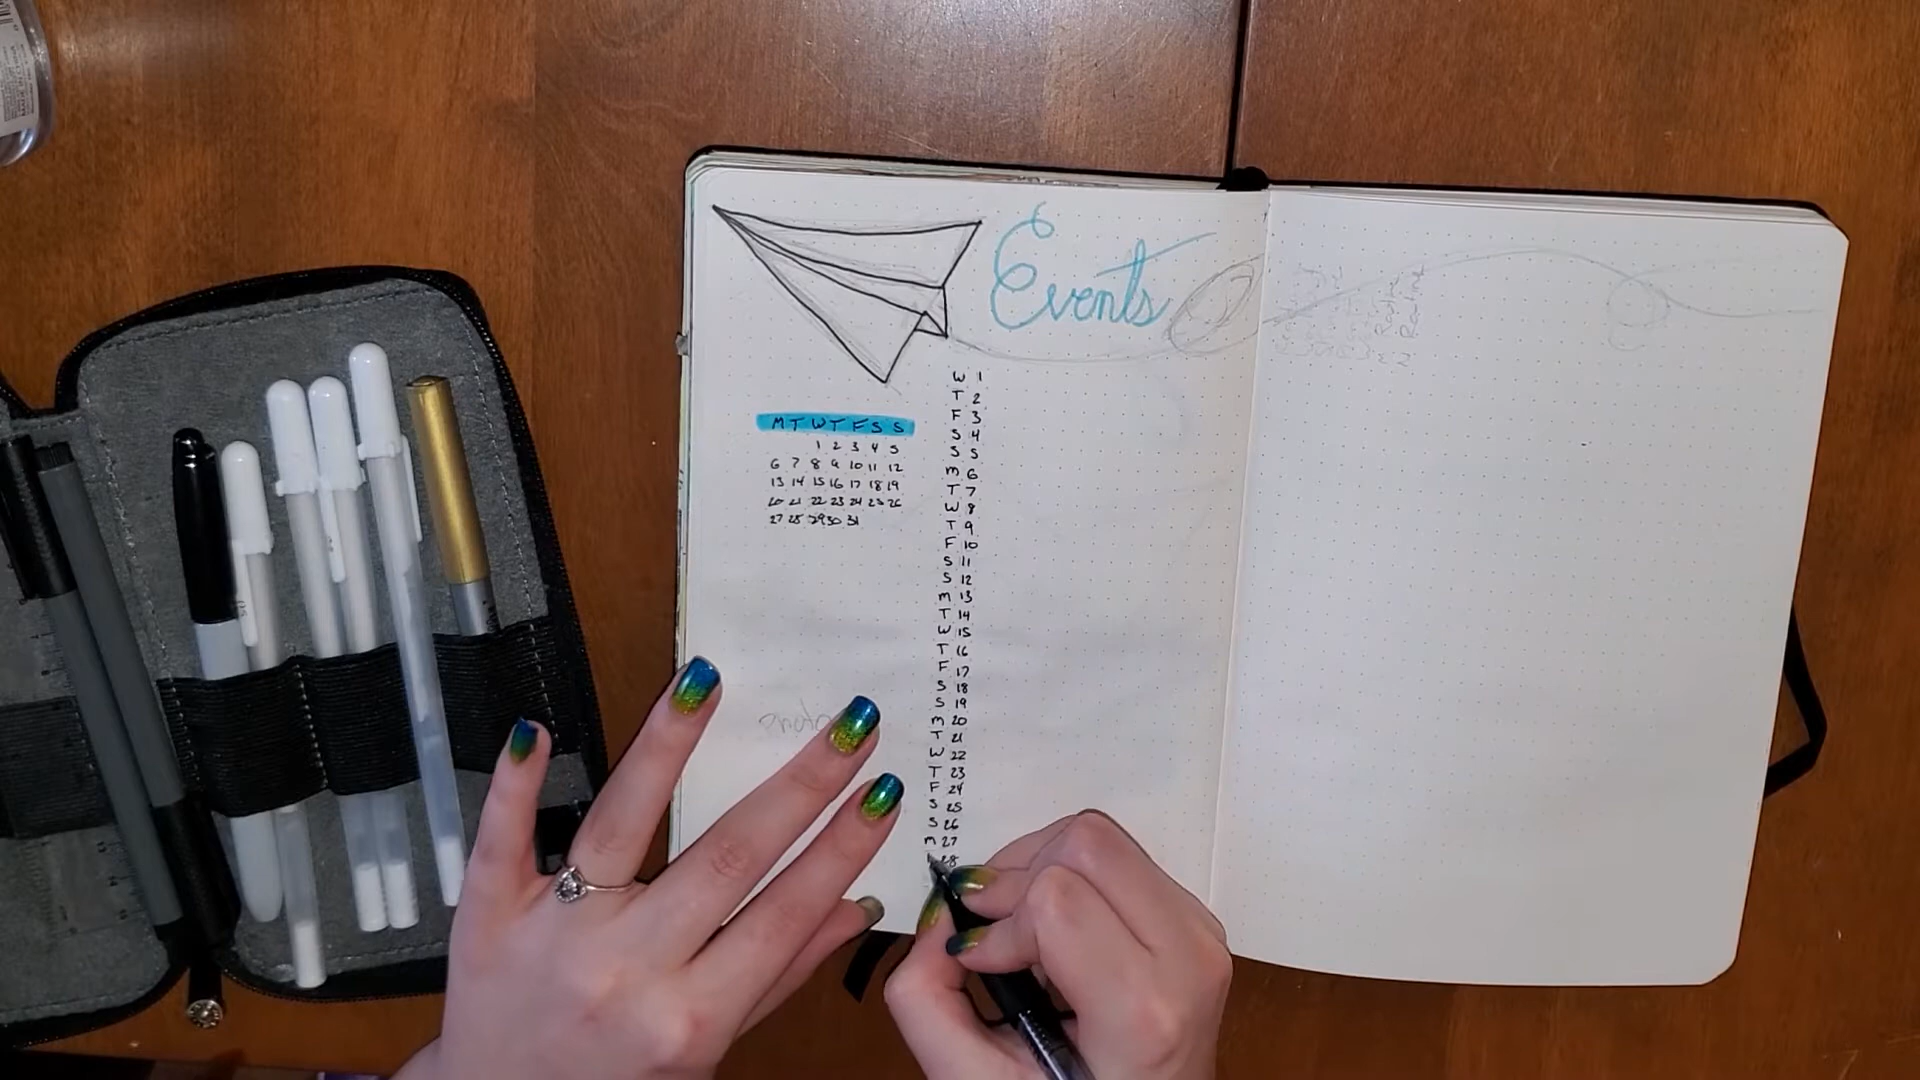 Events
M T W T F S S
1 2 3 4 5
6 7 8 9 10 11 12
13 14 15 16 17 18 19
20 21 22 23 24 25 26
27 28 29 30 31
W 1
T 2
F 3
S 4
S 5
M 6
T 7
W 8
T 9
F 10
S 11
S 12
M 13
T 14
W 15
T 16
F 17
S 18
S 19
M 20
T 21
W 22
T 23
F 24
S 25
S 26
M 27
28